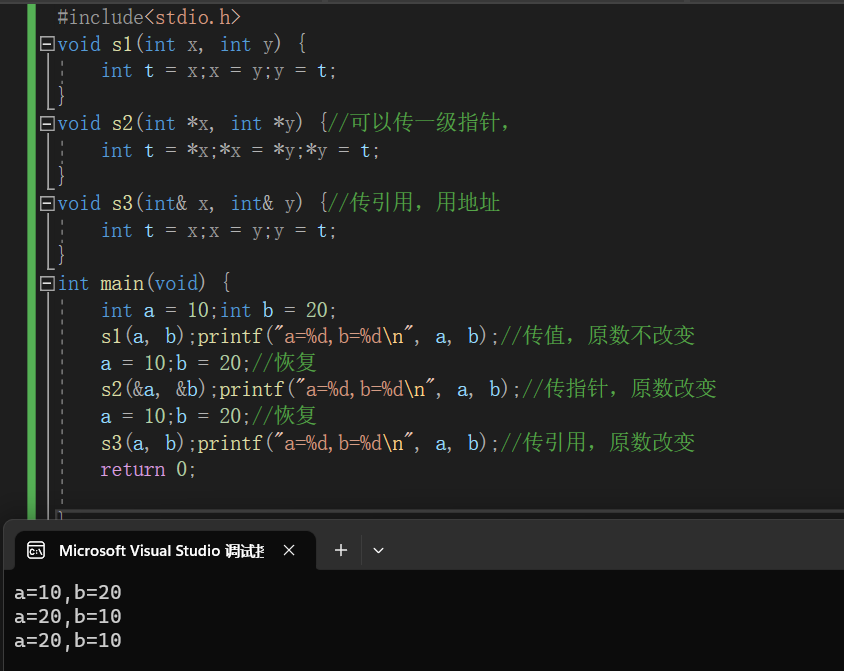 #include<stdio.h>
void s1(int x, int y) {
int t = x;x = y;y = t;
}
void s2(int *x, int *y) {//可以传一级指针，
int t = *x;*x = *y;*y = t;
}
void s3(int& x, int& y) {//传引用，用地址
int t = x;x = y;y = t;
}
int main(void) {
int a = 10;int b = 20;
s1(a, b);printf("a=%d,b=%d\n", a, b);//传值，原数不改变
a = 10;b = 20;//恢复
s2(&a, &b);printf("a=%d,b=%d\n", a, b);//传指针，原数改变
a = 10;b = 20;//恢复
s3(a, b);printf("a=%d,b=%d\n", a, b);//传引用，原数改变
return 0;
}
Microsoft Visual Studio 调试
a=10,b=20
a=20,b=10
a=20,b=10